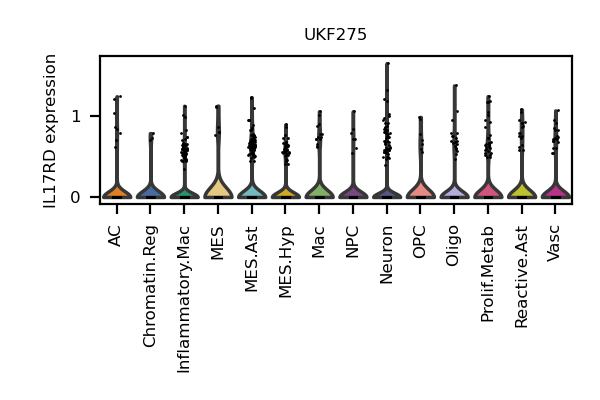 UKF275
IL17RD expression
1
0
AC
Chromatin.Reg
Inflammatory.Mac
MES
MES.Ast
MES.Hyp
Mac
NPC
Neuron
OPC
Oligo
Prolif.Metab
Reactive.Ast
Vasc